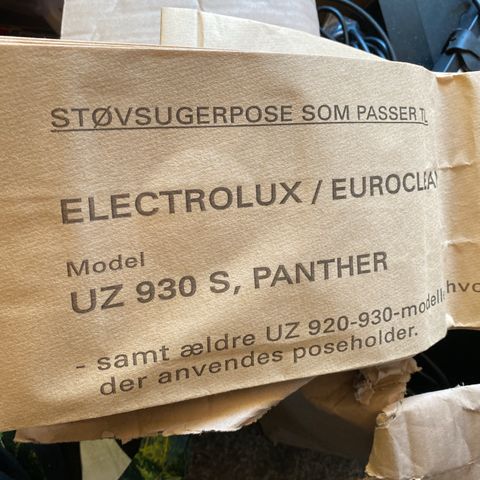 STØVSUGERPOSE SOM PASSER TIL
ELECTROLUX / EUROCLEAN
Model
UZ 930 S, PANTHER
- samt ældre UZ 920-930-modeller hvor
der anvendes poseholder.